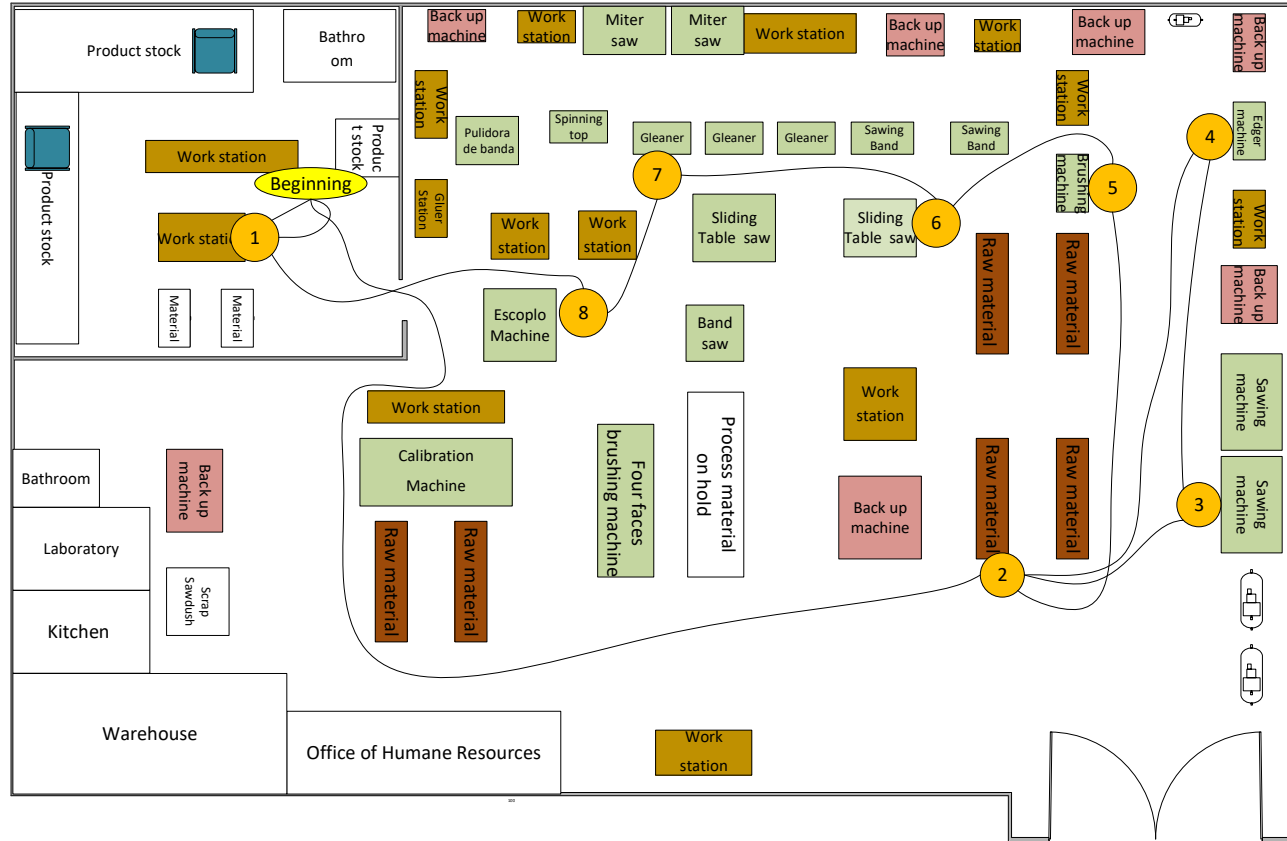 Product stock
Bathro
om
Back up
machine
Work
station
Miter
saw
Miter
saw
Work station
Back up
machine
Work
station
Back up
machine
Back up
machine
Work
station
Pulidora
de banda
Spinning
top
Gleaner
Gleaner
Gleaner
Sawing
Band
Sawing
Band
Work
station
Edger
machine
4
Produc
t stock
Work station
Beginning
Product stock
Gluer
station
7
Brushing
machine
5
Work
station
Work stati
1
Work
station
Work
station
Sliding
Table saw
Sliding
Table saw
6
Raw material
Raw material
Back up
machine
Material
Material
Escoplo
Machine
8
Band
saw
Work station
Work
station
Sawing
machine
Calibration
Machine
Four faces
brushing machine
Process material
on hold
Raw material
Raw material
Sawing
machine
3
Bathroom
Back up
machine
Back up
machine
Laboratory
Raw material
Raw material
2
Scrap
Sawdush
Kitchen
Warehouse
Office of Humane Resources
Work
station